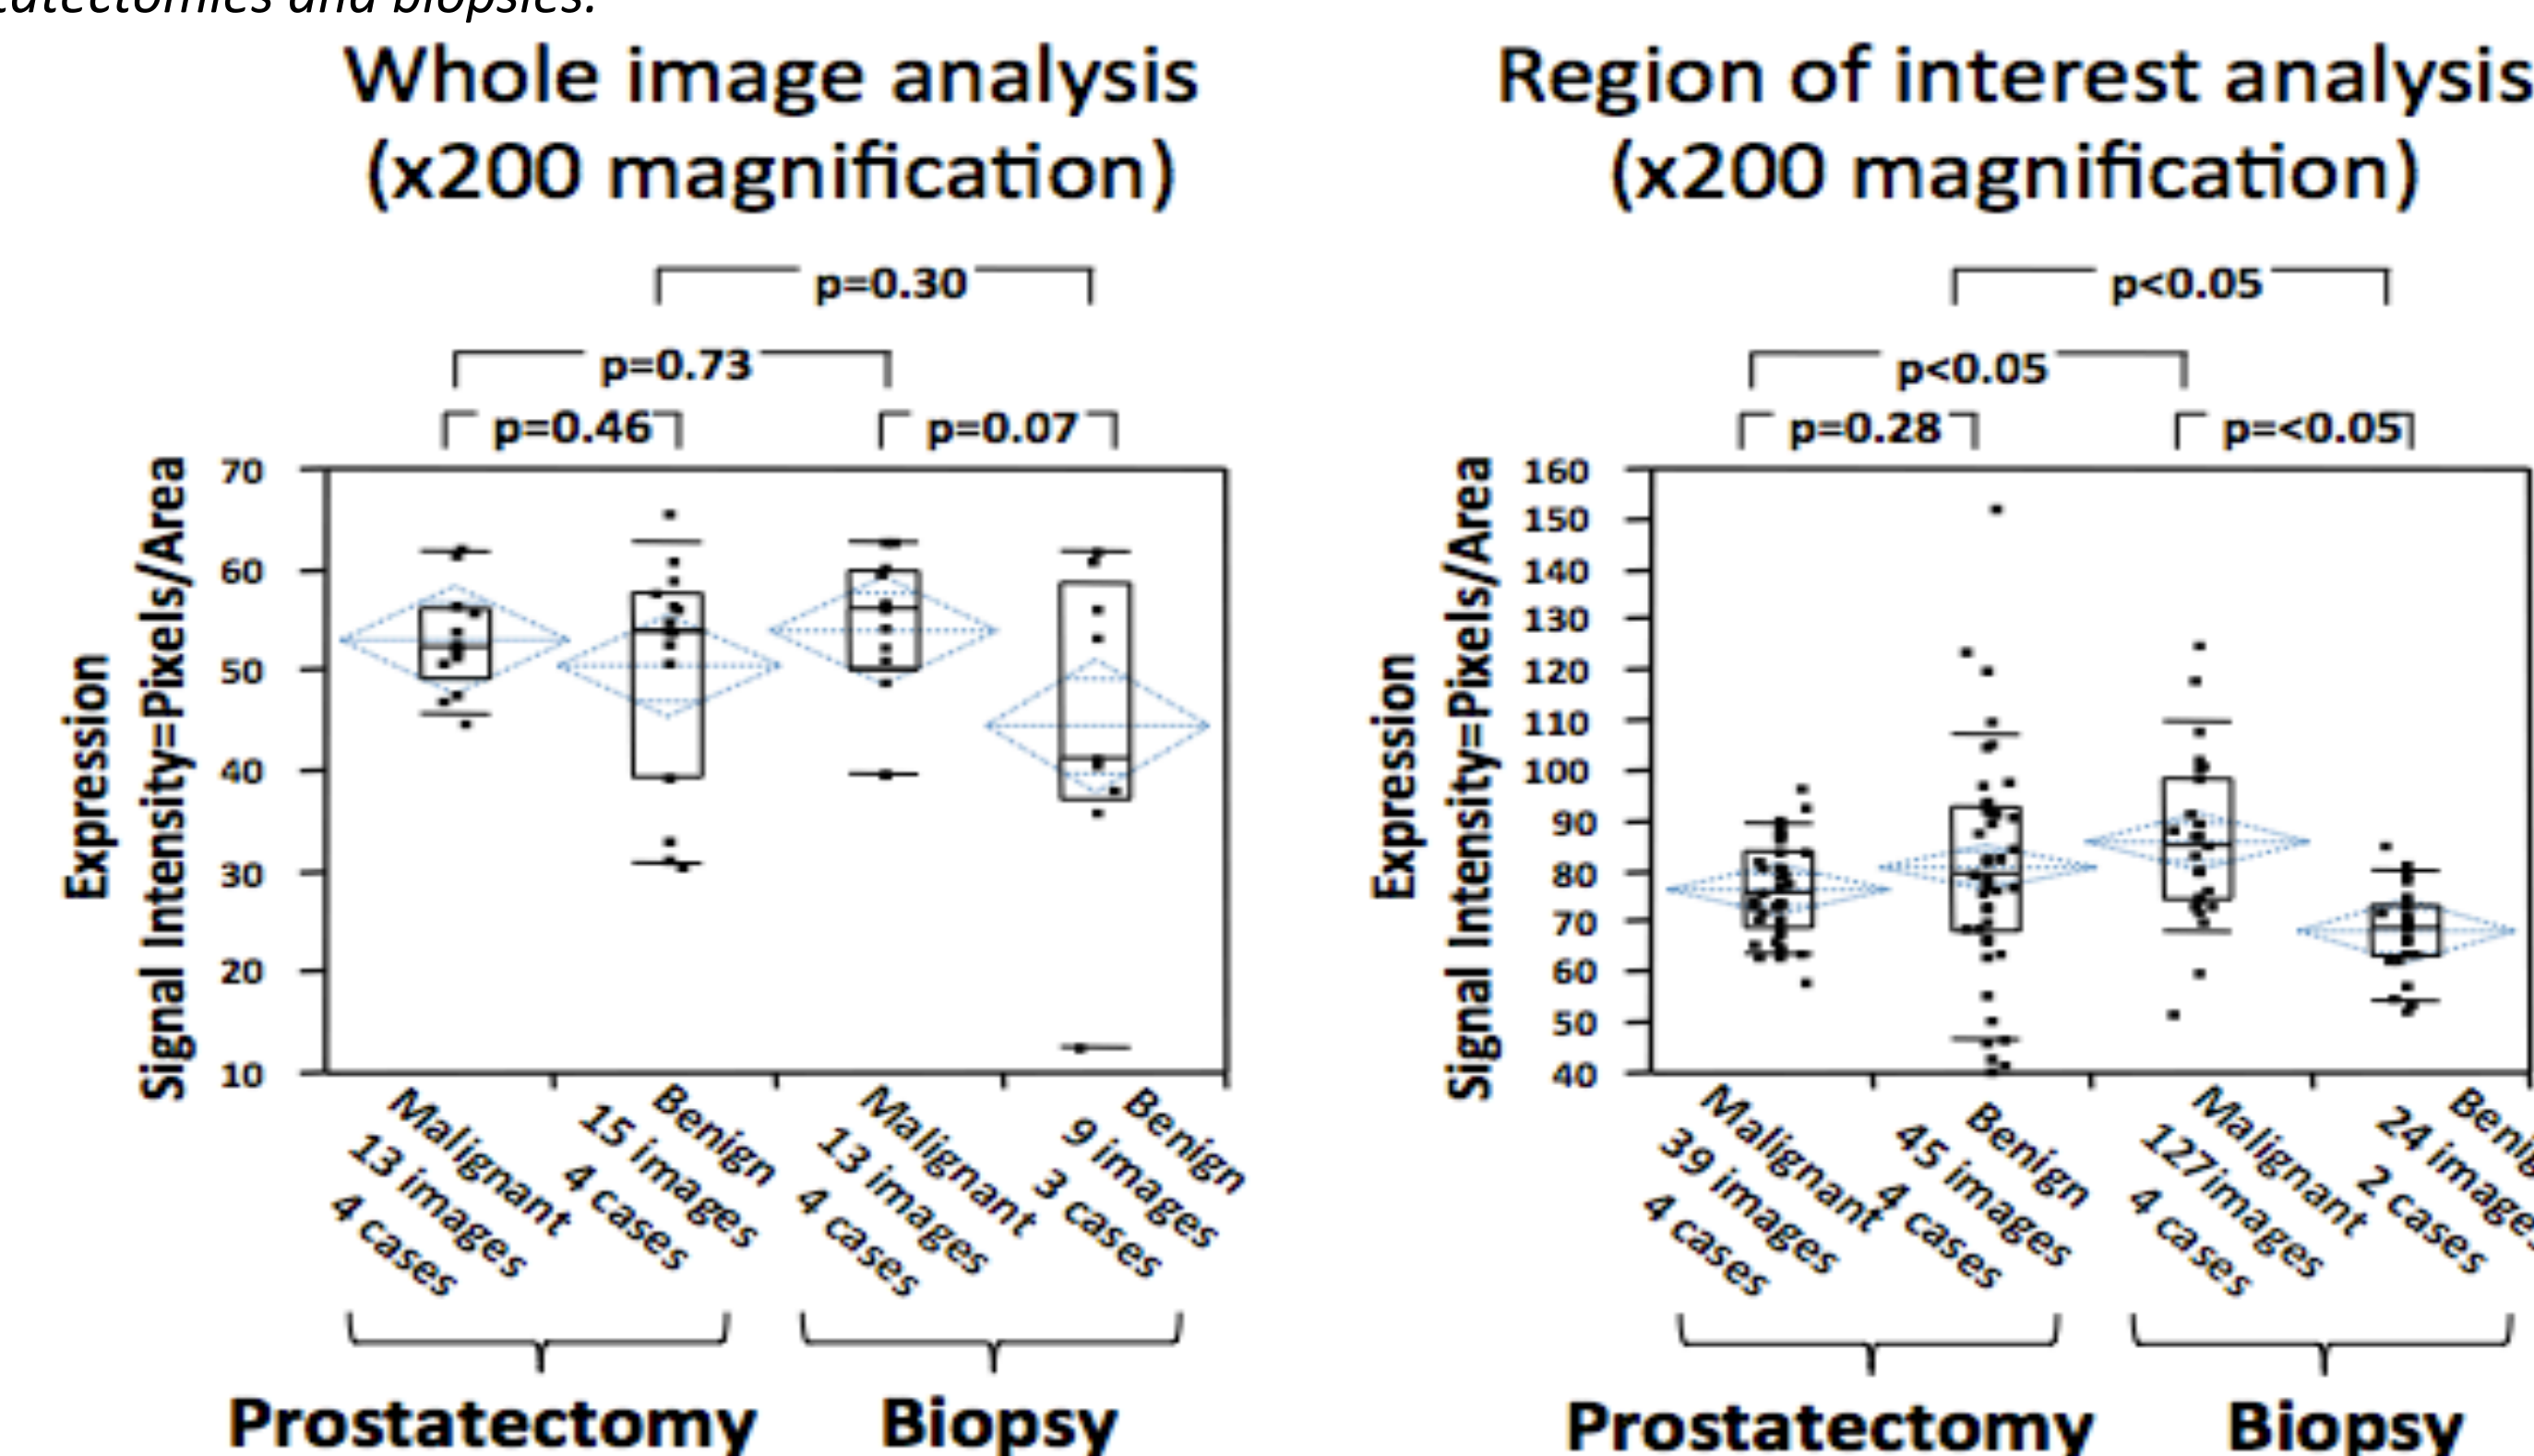 and biopsies.
Whole image analysis
(x200 magnification)
p=0.30
p=0.73
p=0.46
p=0.07
Expression
Signal Intensity=Pixels/Area
70
60
50
40
30
20
10
Malignant
13 images
4 cases
Benign
15 images
4 cases
Malignant
13 images
4 cases
Benign
9 images
3 cases
Prostatectomy
Biopsy
Region of interest analysis
(x200 magnification)
p<0.05
p<0.05
p=0.28
p=<0.05
Expression
Signal Intensity=Pixels/Area
160
150
140
130
120
110
100
90
80
70
60
50
40
Malignant
39 images
4 cases
Benign
45 images
4 cases
Malignant
127images
4 cases
24 images
2 cases
Prostatectomy
Biopsy